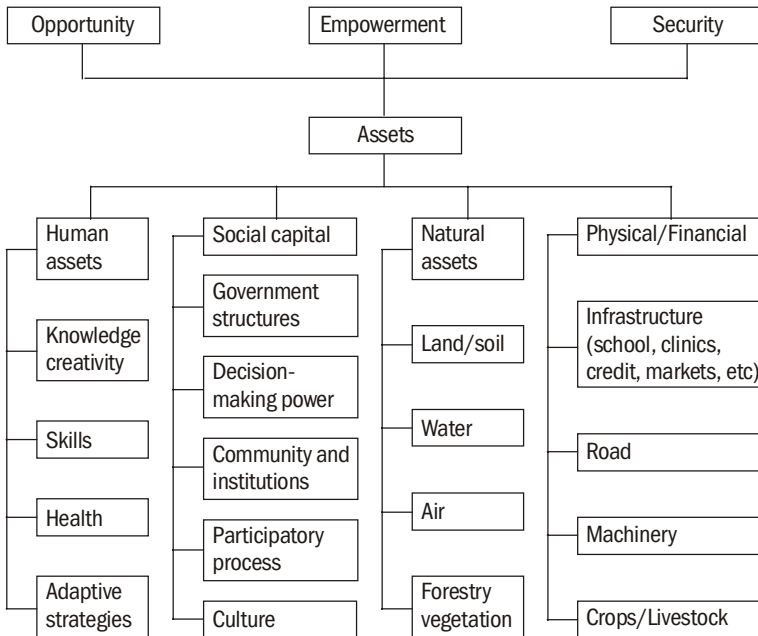 Opportunity
Empowerment
Security
Assets
Human
assets
Knowledge
creativity
Skills
Health
Adaptive
strategies
Social capital
Government
structures
Decision-
making power
Community and
institutions
Participatory
process
Culture
Natural
assets
Land/soil
Water
Air
Forestry
vegetation
Physical/Financial
Infrastructure
(school, clinics,
credit, markets, etc)
Road
Machinery
Crops/Livestock